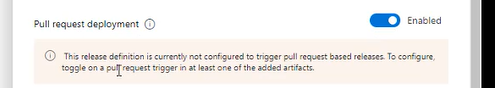 Pull request deployment
Enabled
This release definition is currently not configured to trigger pull request based releases. To configure,
toggle on a pull request trigger in at least one of the added artifacts.